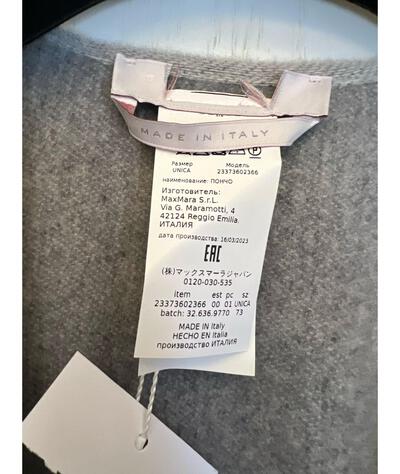 MADE IN ITALY
Размер Модель
UNICA 23373602366
наименование: ПОНЧО
Изготовитель:
MaxMara S.r.L.
Via G. Maramotti, 4
42124 Reggio Emilia.
ИТАЛИЯ
дата производства: 16/03/2023
EAC
(株)マックスマーラジャパン
0120-030-535
item est pc sz
23373602366 00 01 UNICA
batch: 32.636.9770 73
MADE IN Italy
HECHO EN Italia
производство ИТАЛИЯ